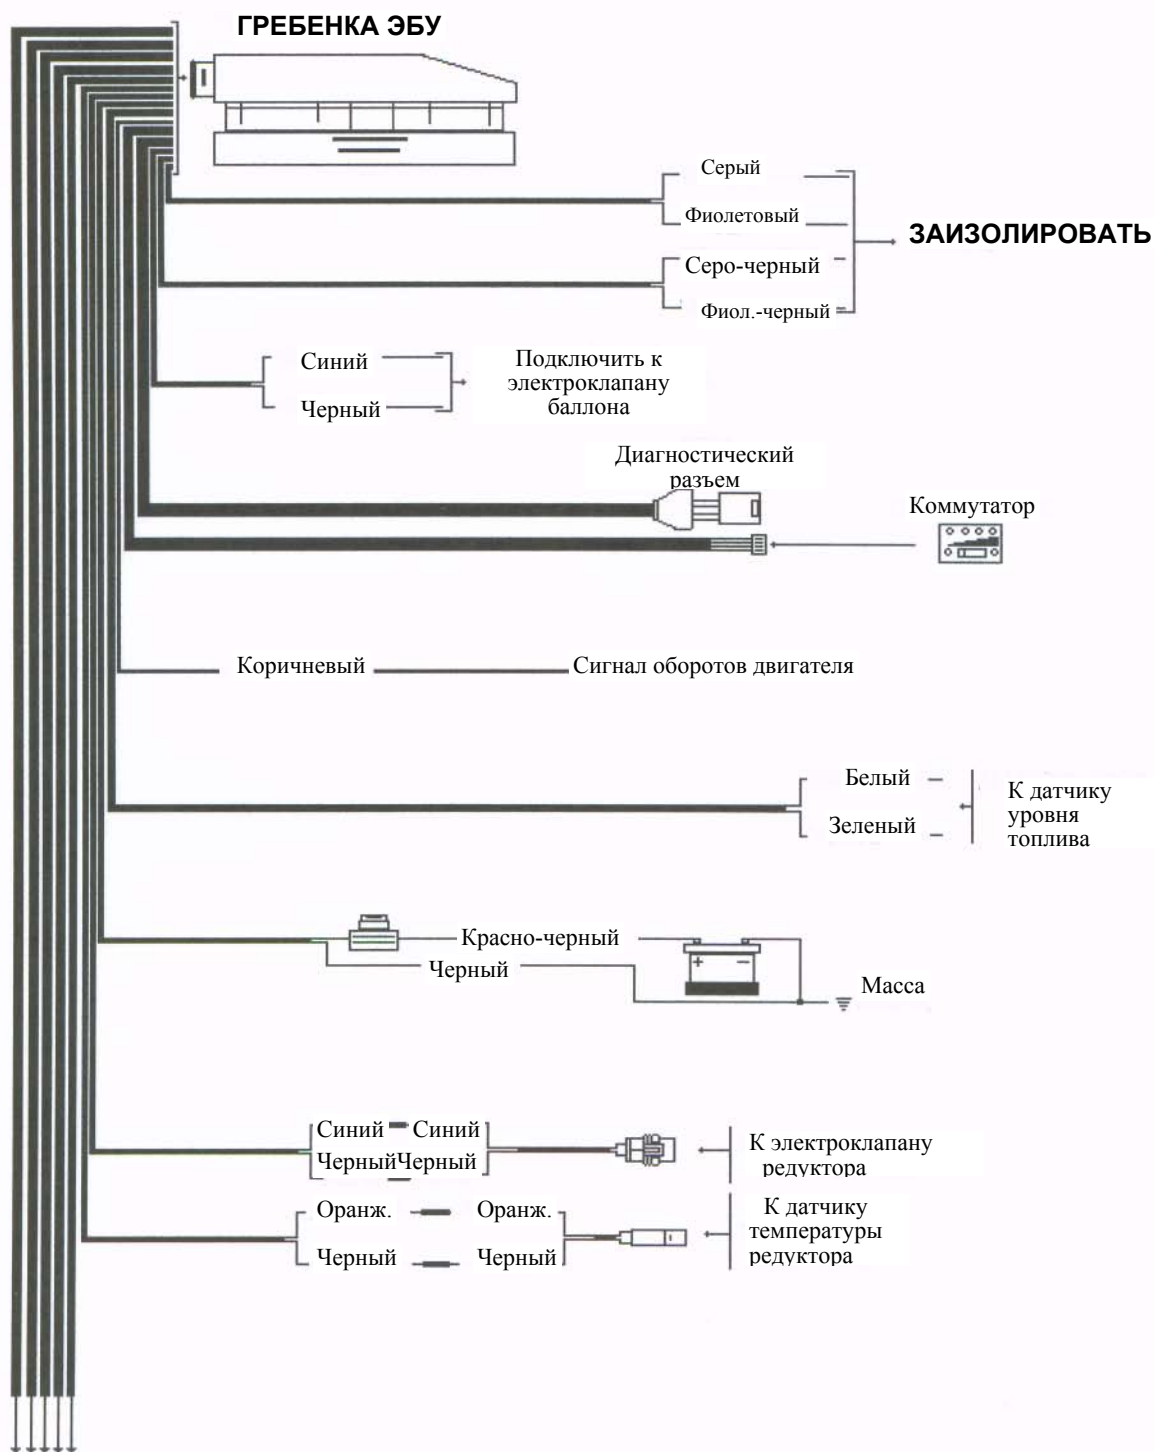 ГРЕБЕНКА ЭБУ
Серый
Фиолетовый
ЗАИЗОЛИРОВАТЬ
Серо-черный
Фиол.-черный
Синий
Черный
Подключить к
электроклапану
баллона
Диагностический
разъем
Коммутатор
Коричневый
Сигнал оборотов двигателя
Белый
Зеленый
К датчику
уровня
топлива
Красно-черный
Черный
+ −
Масса
Синий Синий
Черный Черный
К электроклапану
редуктора
Оранж. Оранж.
Черный Черный
К датчику
температуры
редуктора